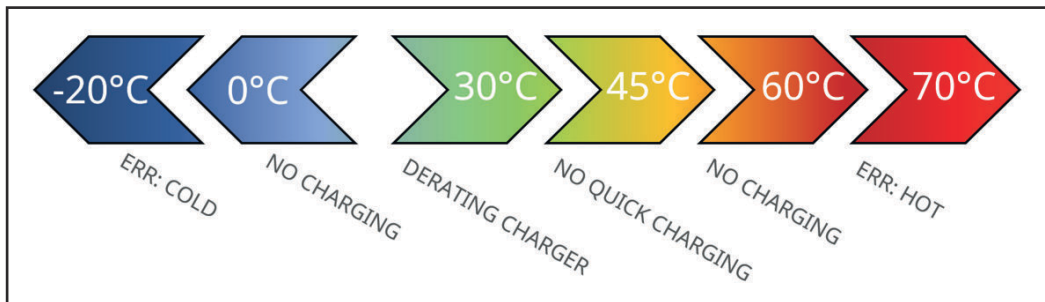 -20°C
0°C
30°C
45°C
60°C
70°C
ERR: COLD
NO CHARGING
DERATING CHARGER
NO QUICK CHARGING
NO CHARGING
ERR: HOT